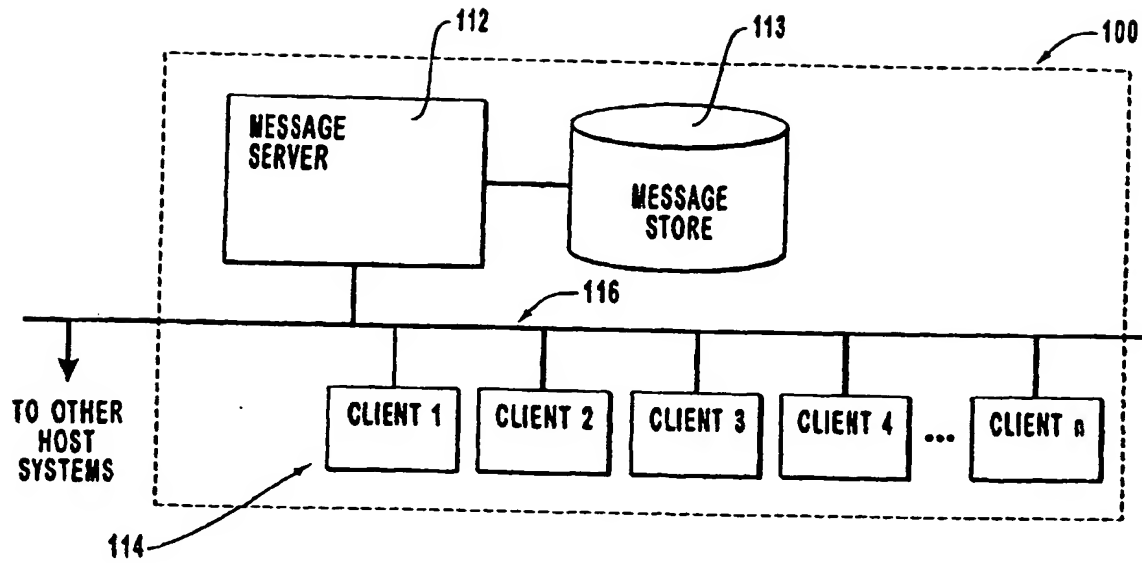 112
113
100
MESSAGE
SERVER
MESSAGE
STORE
116
TO OTHER
HOST
SYSTEMS
CLIENT 1
CLIENT 2
CLIENT 3
CLIENT 4
...
CLIENT n
114